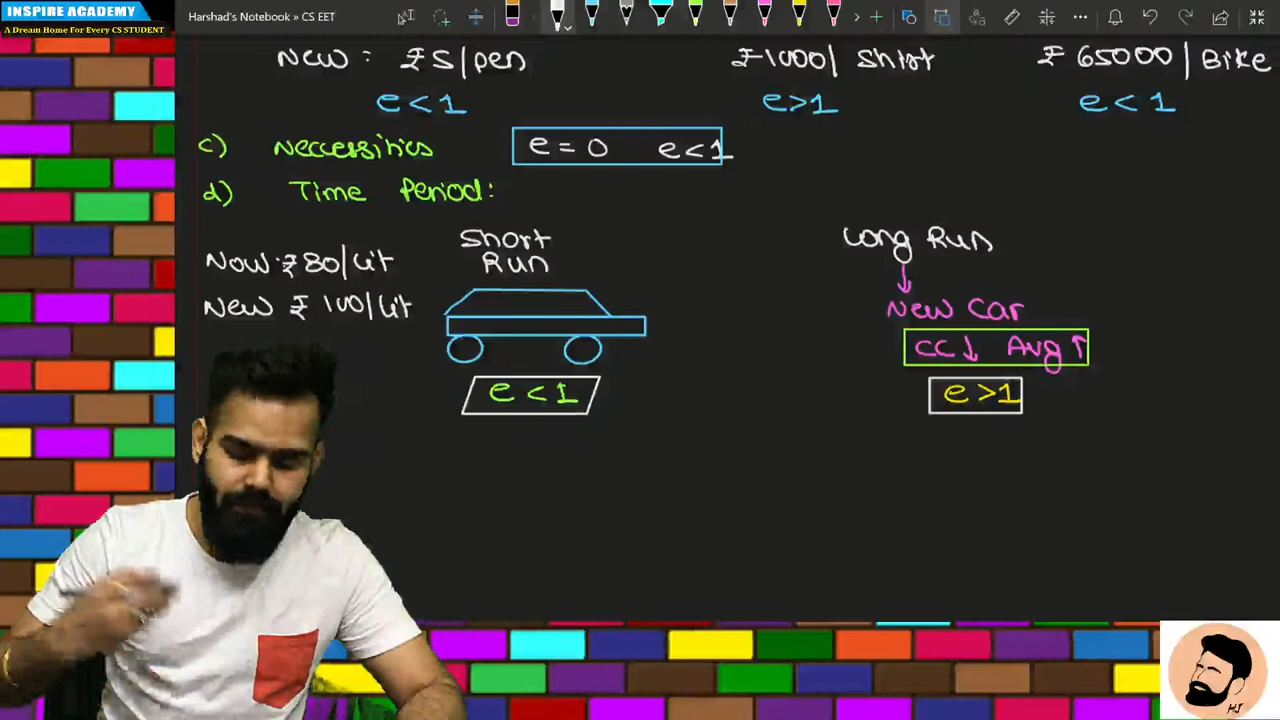 INSPIRE ACADEMY
A Dream Home For Every CS STUDENT
Harshad's Notebook » CS EET
New : ₹5/pen ₹1000/ Shirt ₹ 65000 / Bike
e < 1 e>1 e < 1
c) Neccessities e = 0 e < 1
d) Time Period:
Short Run
Long Run
Now ₹80/Lit
New ₹ 100/Lit
New Car
CC↓ Avg↑
e < 1
e >1
HJ